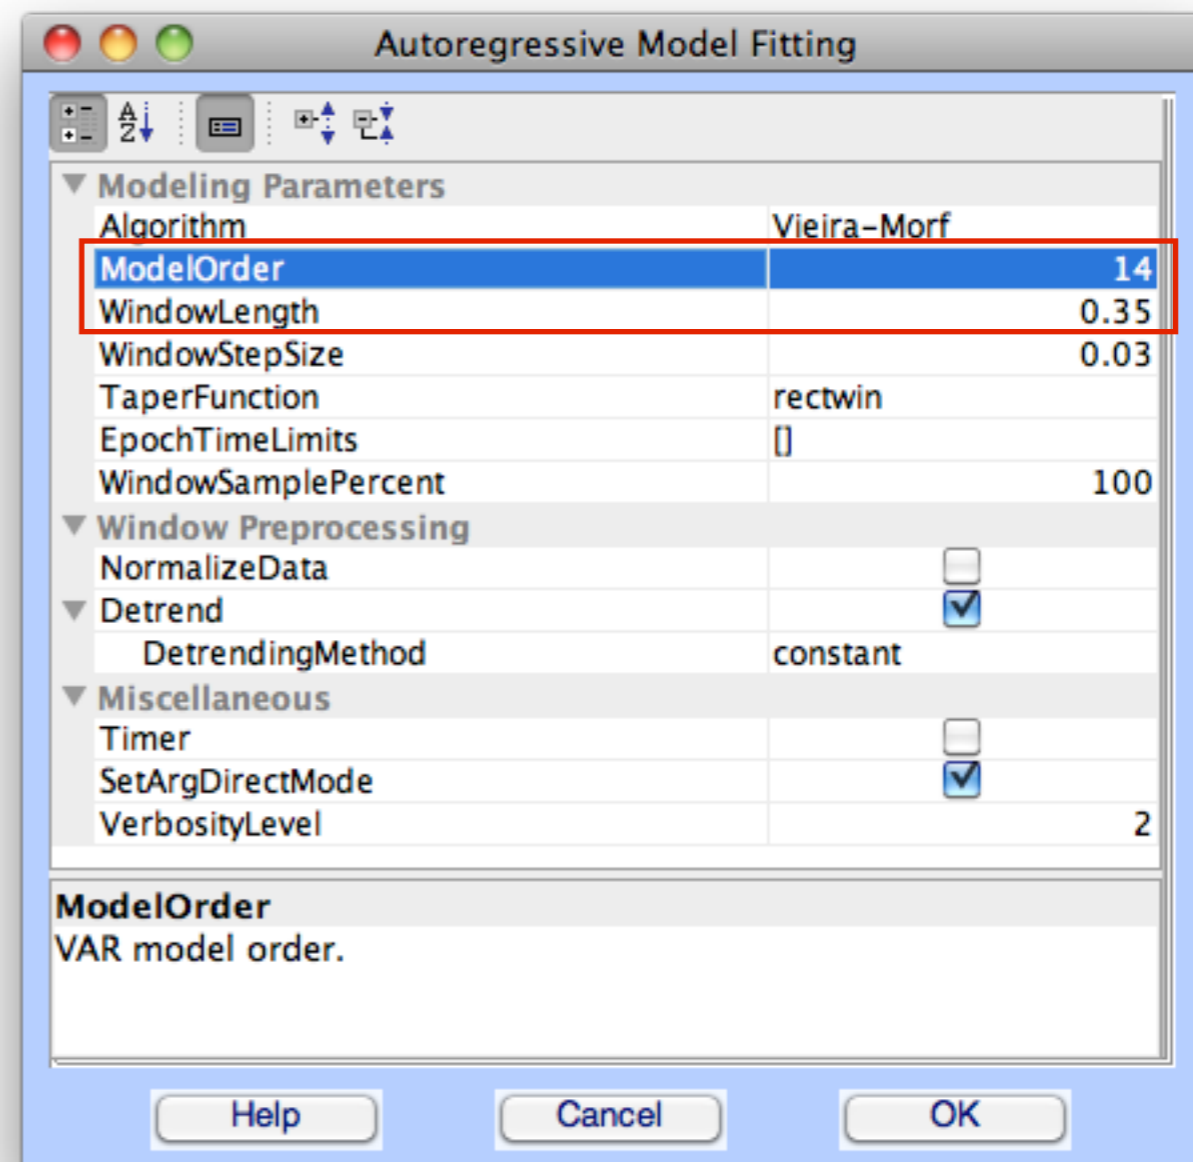 Autoregressive Model Fitting
Modeling Parameters
Algorithm Vieira-Morf
ModelOrder 14
WindowLength 0.35
WindowStepSize 0.03
TaperFunction rectwin
EpochTimeLimits []
WindowSamplePercent 100
Window Preprocessing
NormalizeData
Detrend
DetrendingMethod constant
Miscellaneous
Timer
SetArgDirectMode
VerbosityLevel 2
ModelOrder
VAR model order.
Help Cancel OK